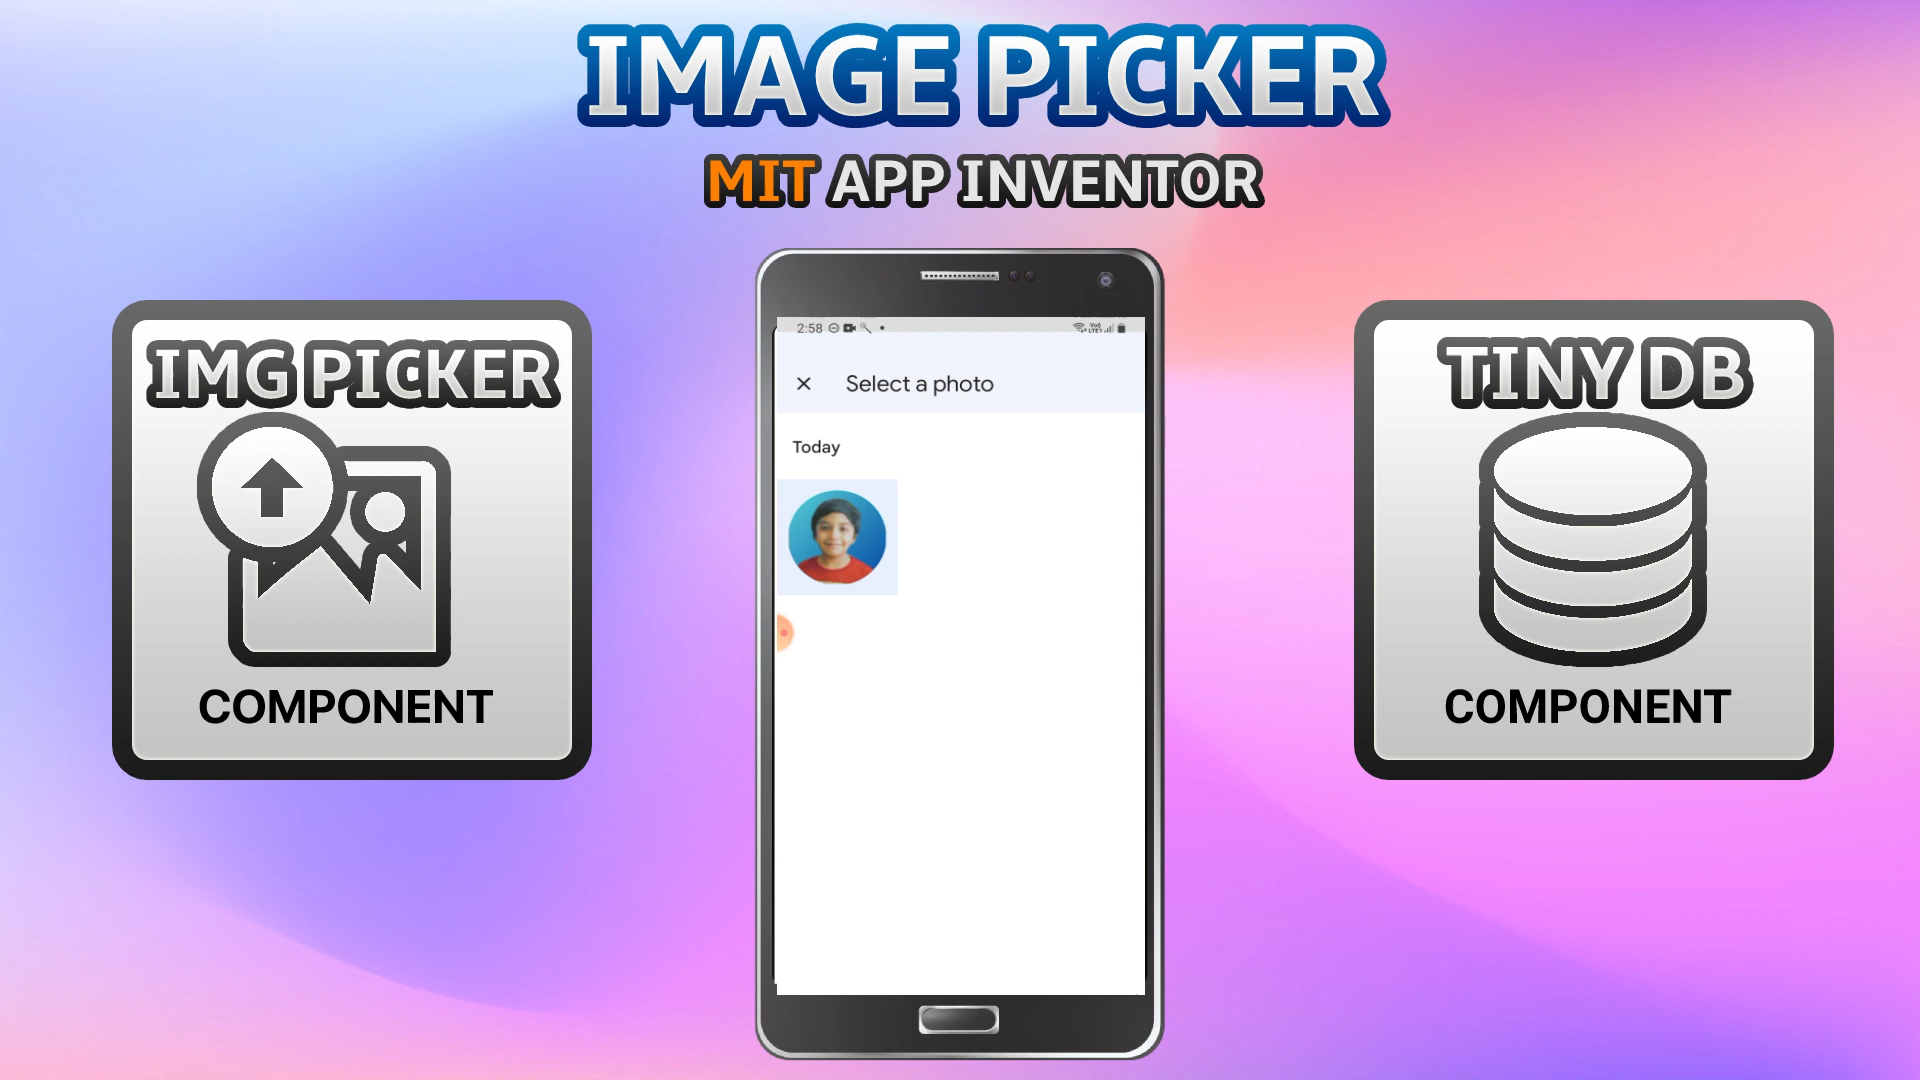 IMAGE PICKER
MIT APP INVENTOR
IMG PICKER
COMPONENT
2:58
Select a photo
Today
TINY DB
COMPONENT